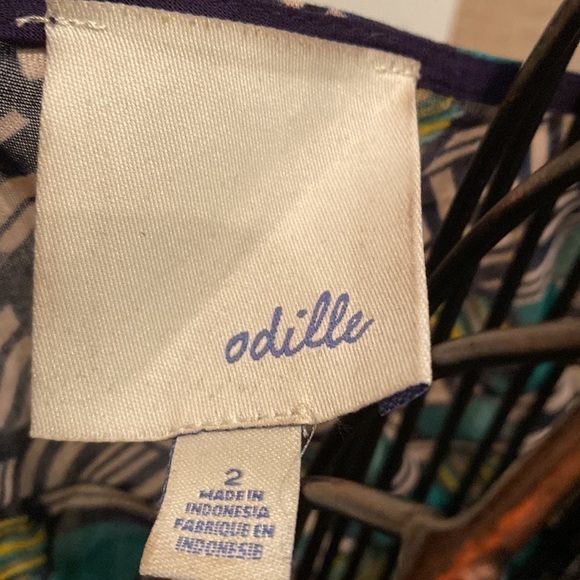 odille
2
MADE IN
INDONESIA
FABRIQUE EN
INDONESIE